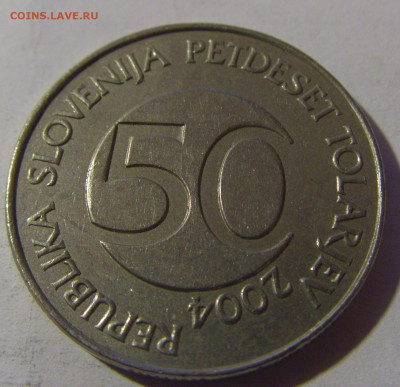 COINS.LAVE.RU
REPUBLIKA SLOVENIJA PETDESET TOLARJEV
50
2004